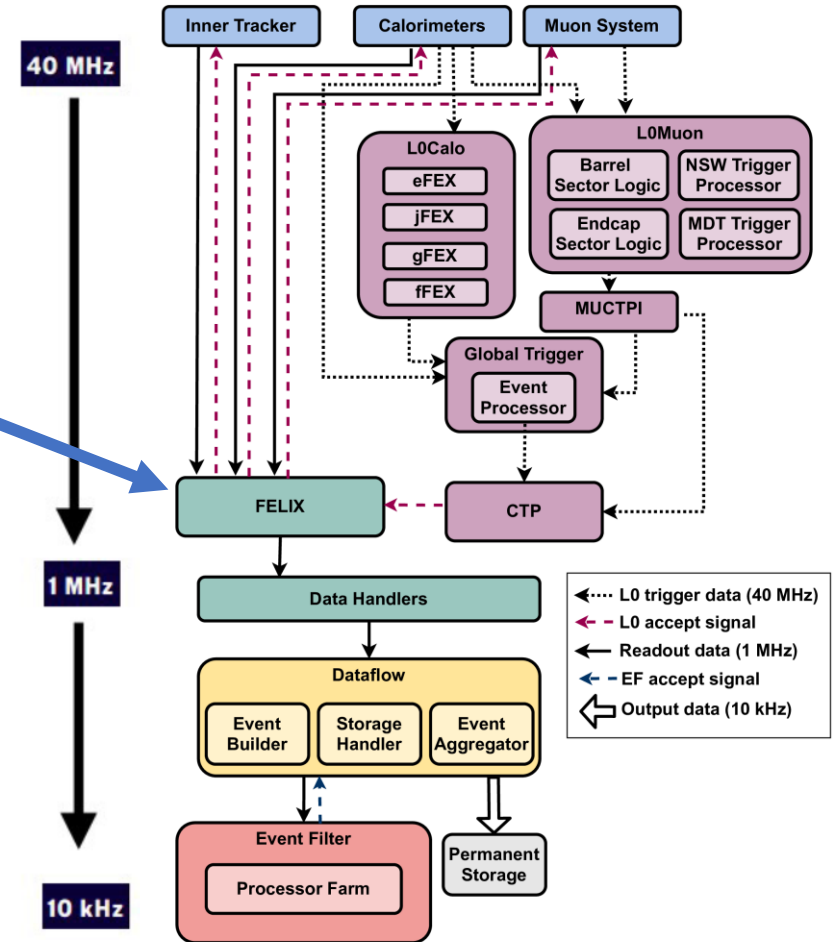 Inner Tracker
Calorimeters
Muon System
40 MHz
L0Calo
eFEX
jFEX
gFEX
fFEX
L0Muon
Barrel
Sector Logic
NSW Trigger
Processor
Endcap
Sector Logic
MDT Trigger
Processor
MUCTPI
Global Trigger
Event
Processor
FELIX
CTP
1 MHz
Data Handlers
L0 trigger data (40 MHz)
L0 accept signal
Readout data (1 MHz)
EF accept signal
Output data (10 kHz)
Dataflow
Event
Builder
Storage
Handler
Event
Aggregator
Event Filter
Processor Farm
Permanent
Storage
10 kHz